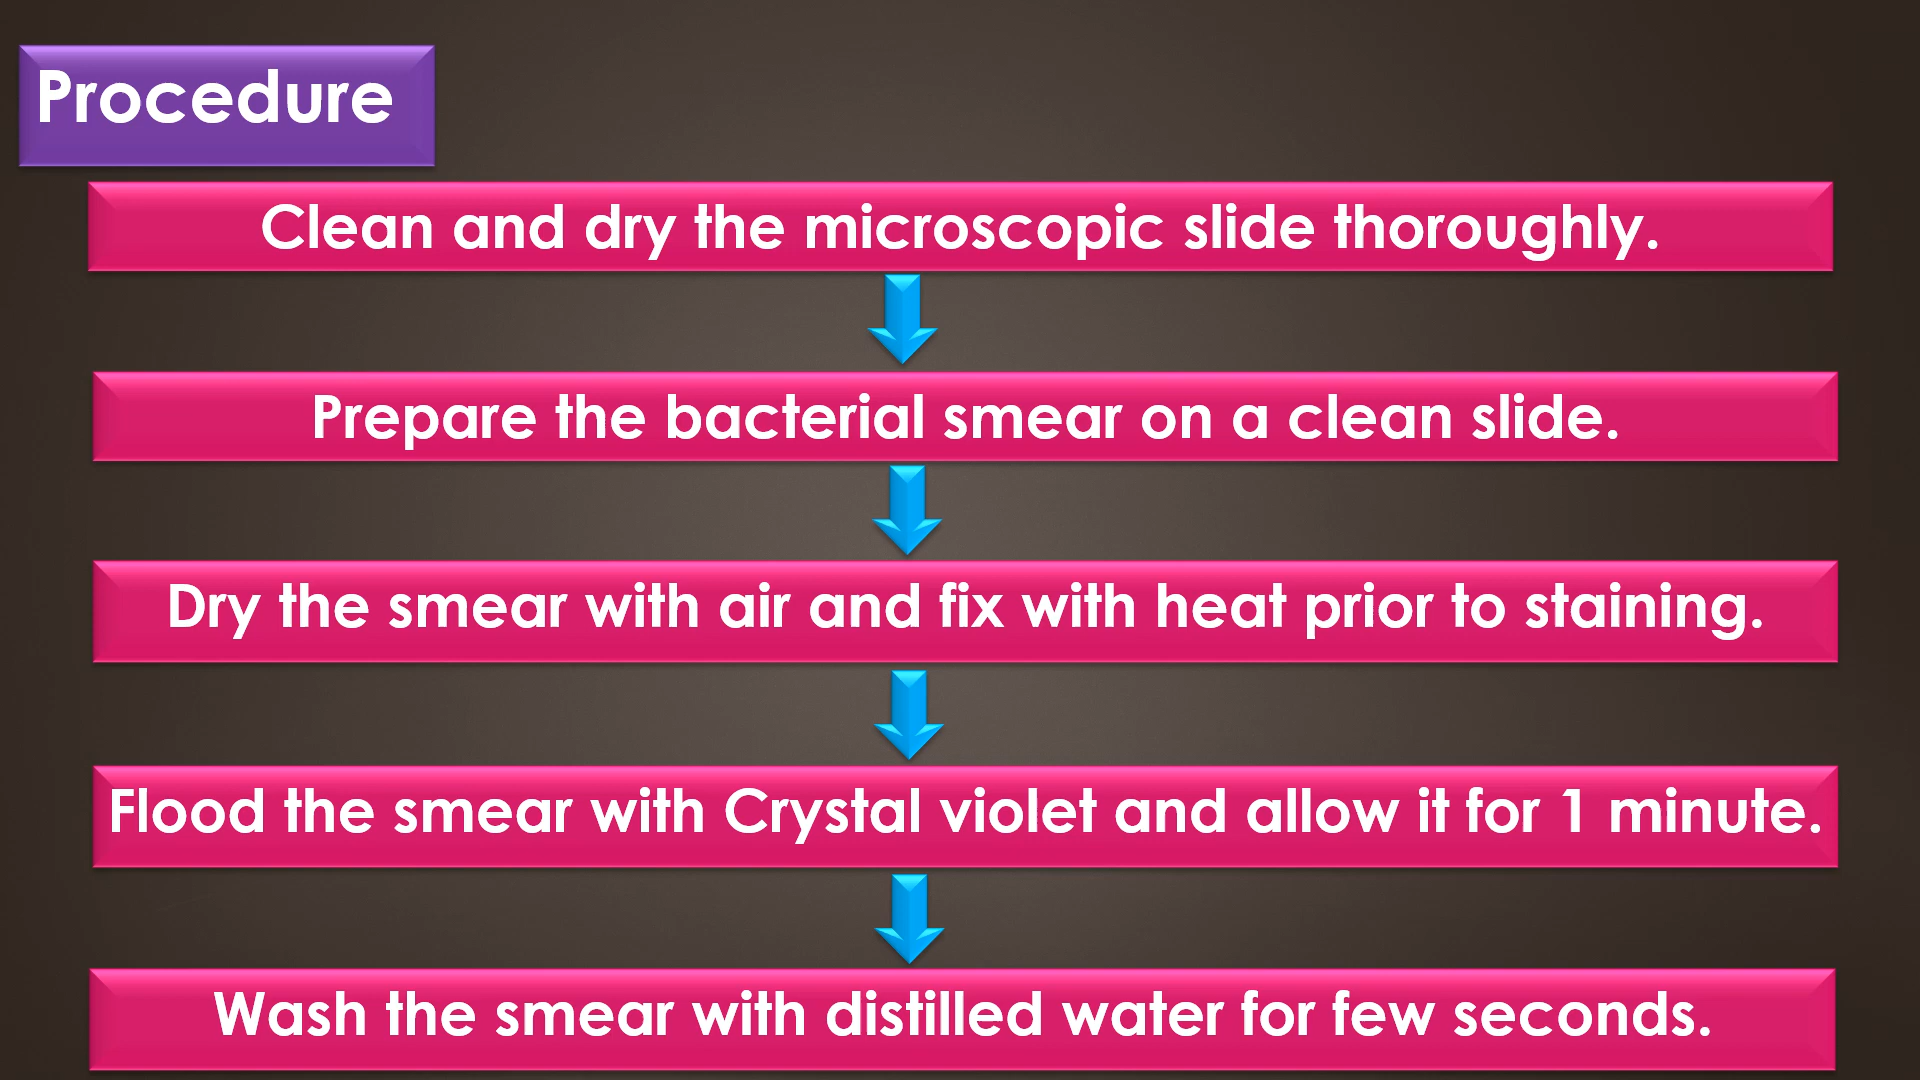 Procedure
Clean and dry the microscopic slide thoroughly.
Prepare the bacterial smear on a clean slide.
Dry the smear with air and fix with heat prior to staining.
Flood the smear with Crystal violet and allow it for 1 minute.
Wash the smear with distilled water for few seconds.